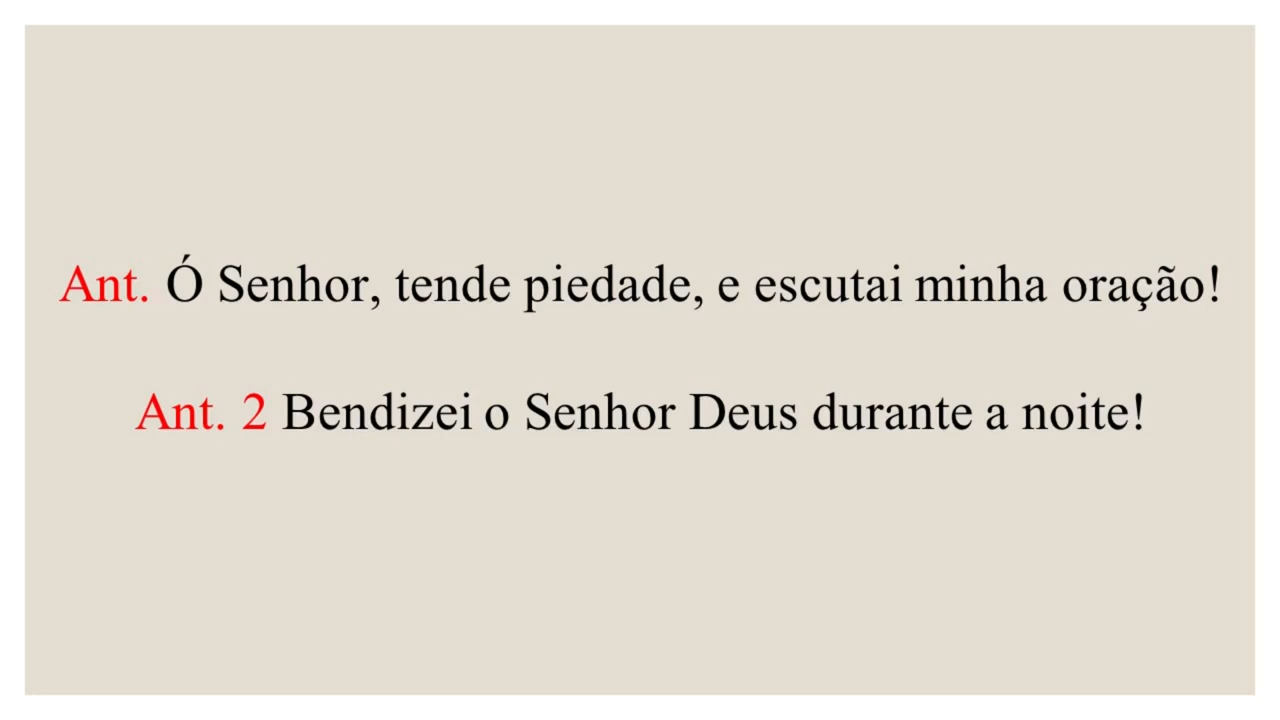 Ant. Ó Senhor, tende piedade, e escutai minha oração!
Ant. 2 Bendizei o Senhor Deus durante a noite!